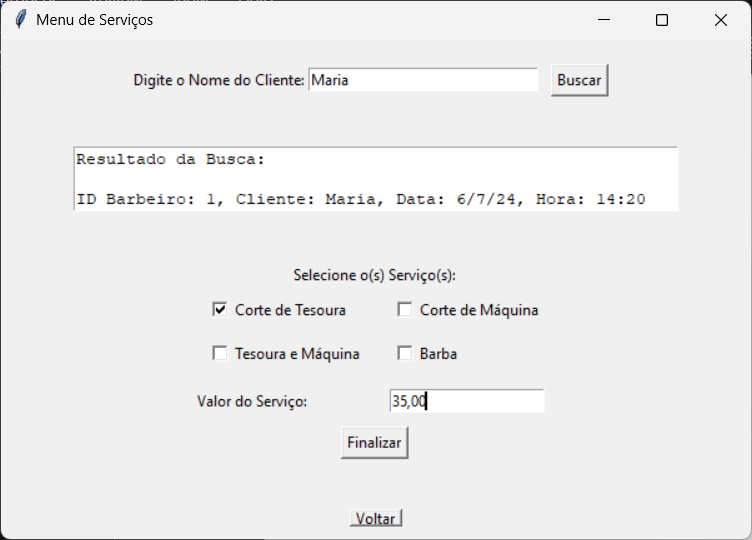 Menu de Serviços
Digite o Nome do Cliente: Maria Buscar
Resultado da Busca:
ID Barbeiro: 1, Cliente: Maria, Data: 6/7/24, Hora: 14:20
Selecione o(s) Serviço(s):
Corte de Tesoura Corte de Máquina
Tesoura e Máquina Barba
Valor do Serviço: 35,00
Finalizar
Voltar